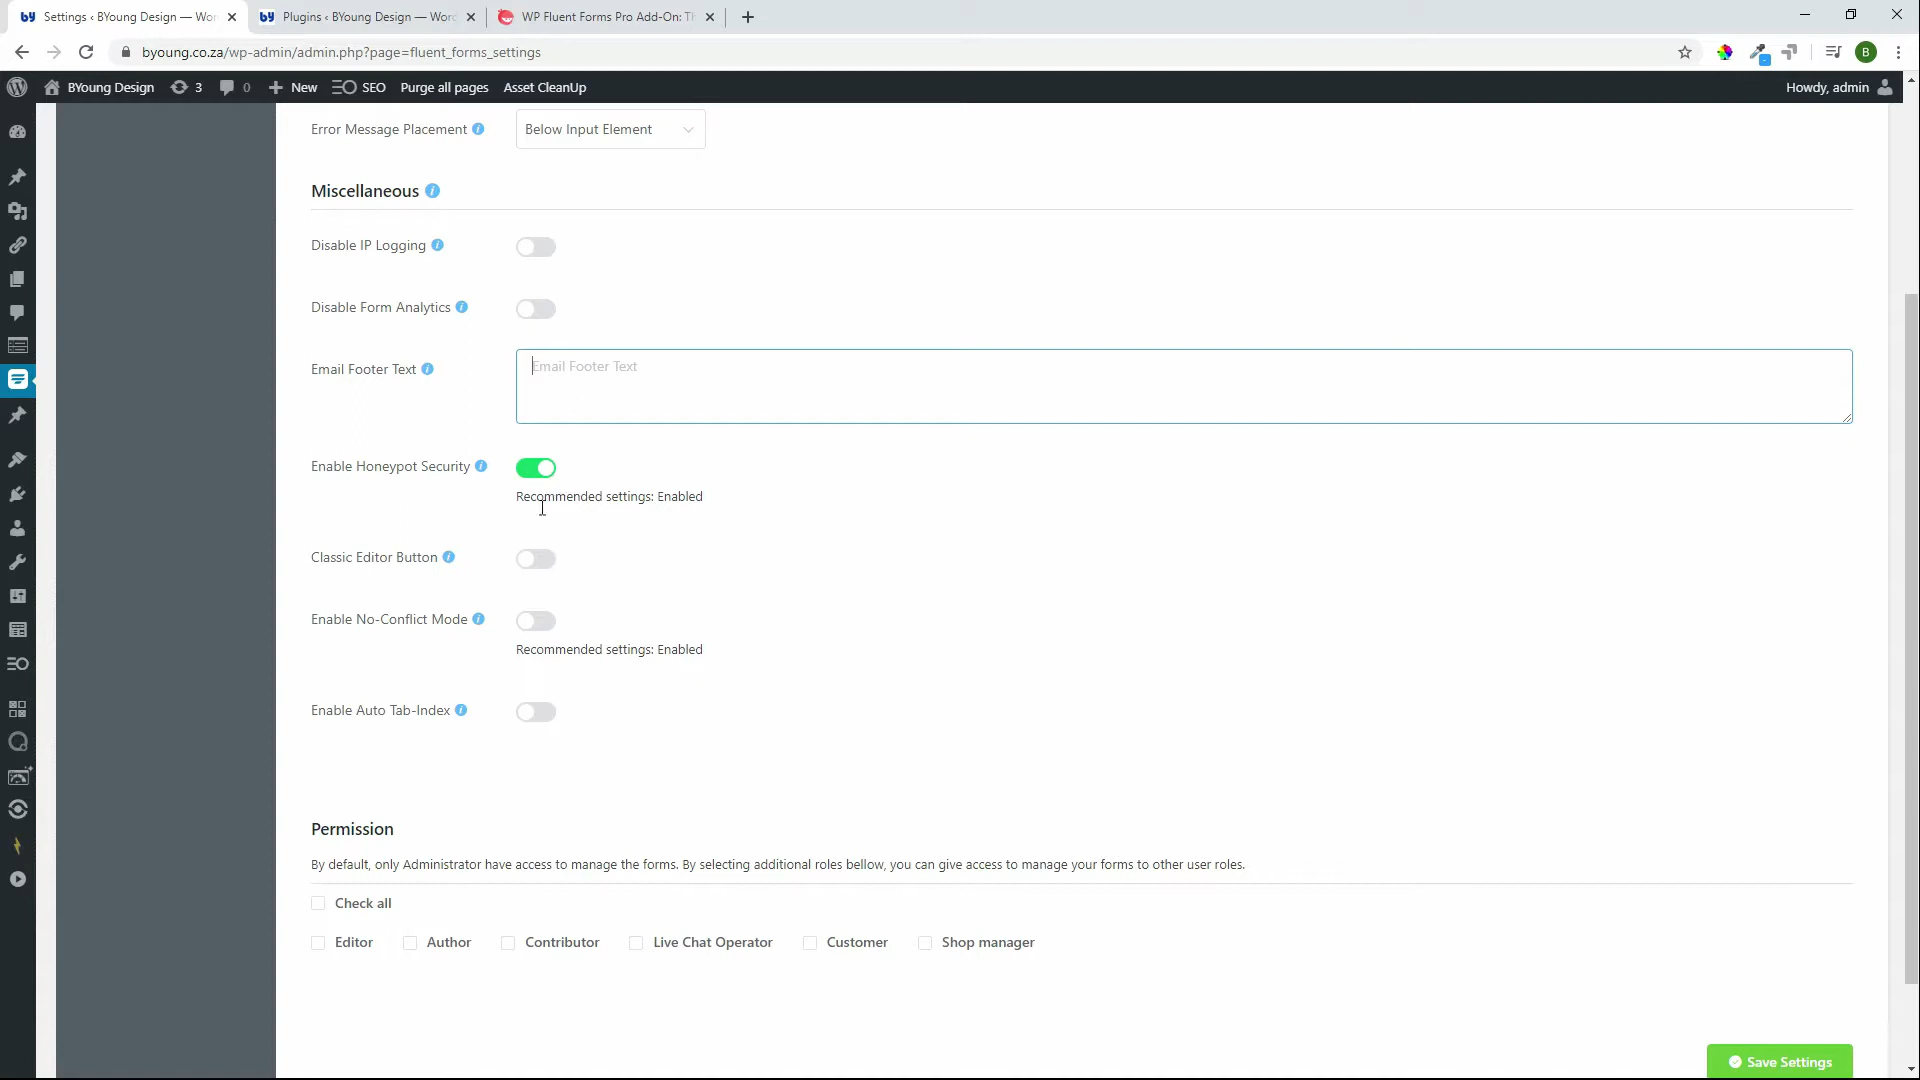 by Settings ‹ BYoung Design — Wor
by Plugins ‹ BYoung Design — Word
WP Fluent Forms Pro Add-On: Th
byoung.co.za/wp-admin/admin.php?page=fluent_forms_settings
B
BYoung Design 3 0 New SEO Purge all pages Asset CleanUp Howdy, admin
Error Message Placement Below Input Element
Miscellaneous
Disable IP Logging
Disable Form Analytics
Email Footer Text Email Footer Text
Enable Honeypot Security
Recommended settings: Enabled
Classic Editor Button
Enable No-Conflict Mode
Recommended settings: Enabled
Enable Auto Tab-Index
Permission
By default, only Administrator have access to manage the forms. By selecting additional roles bellow, you can give access to manage your forms to other user roles.
Check all
Editor Author Contributor Live Chat Operator Customer Shop manager
Save Settings